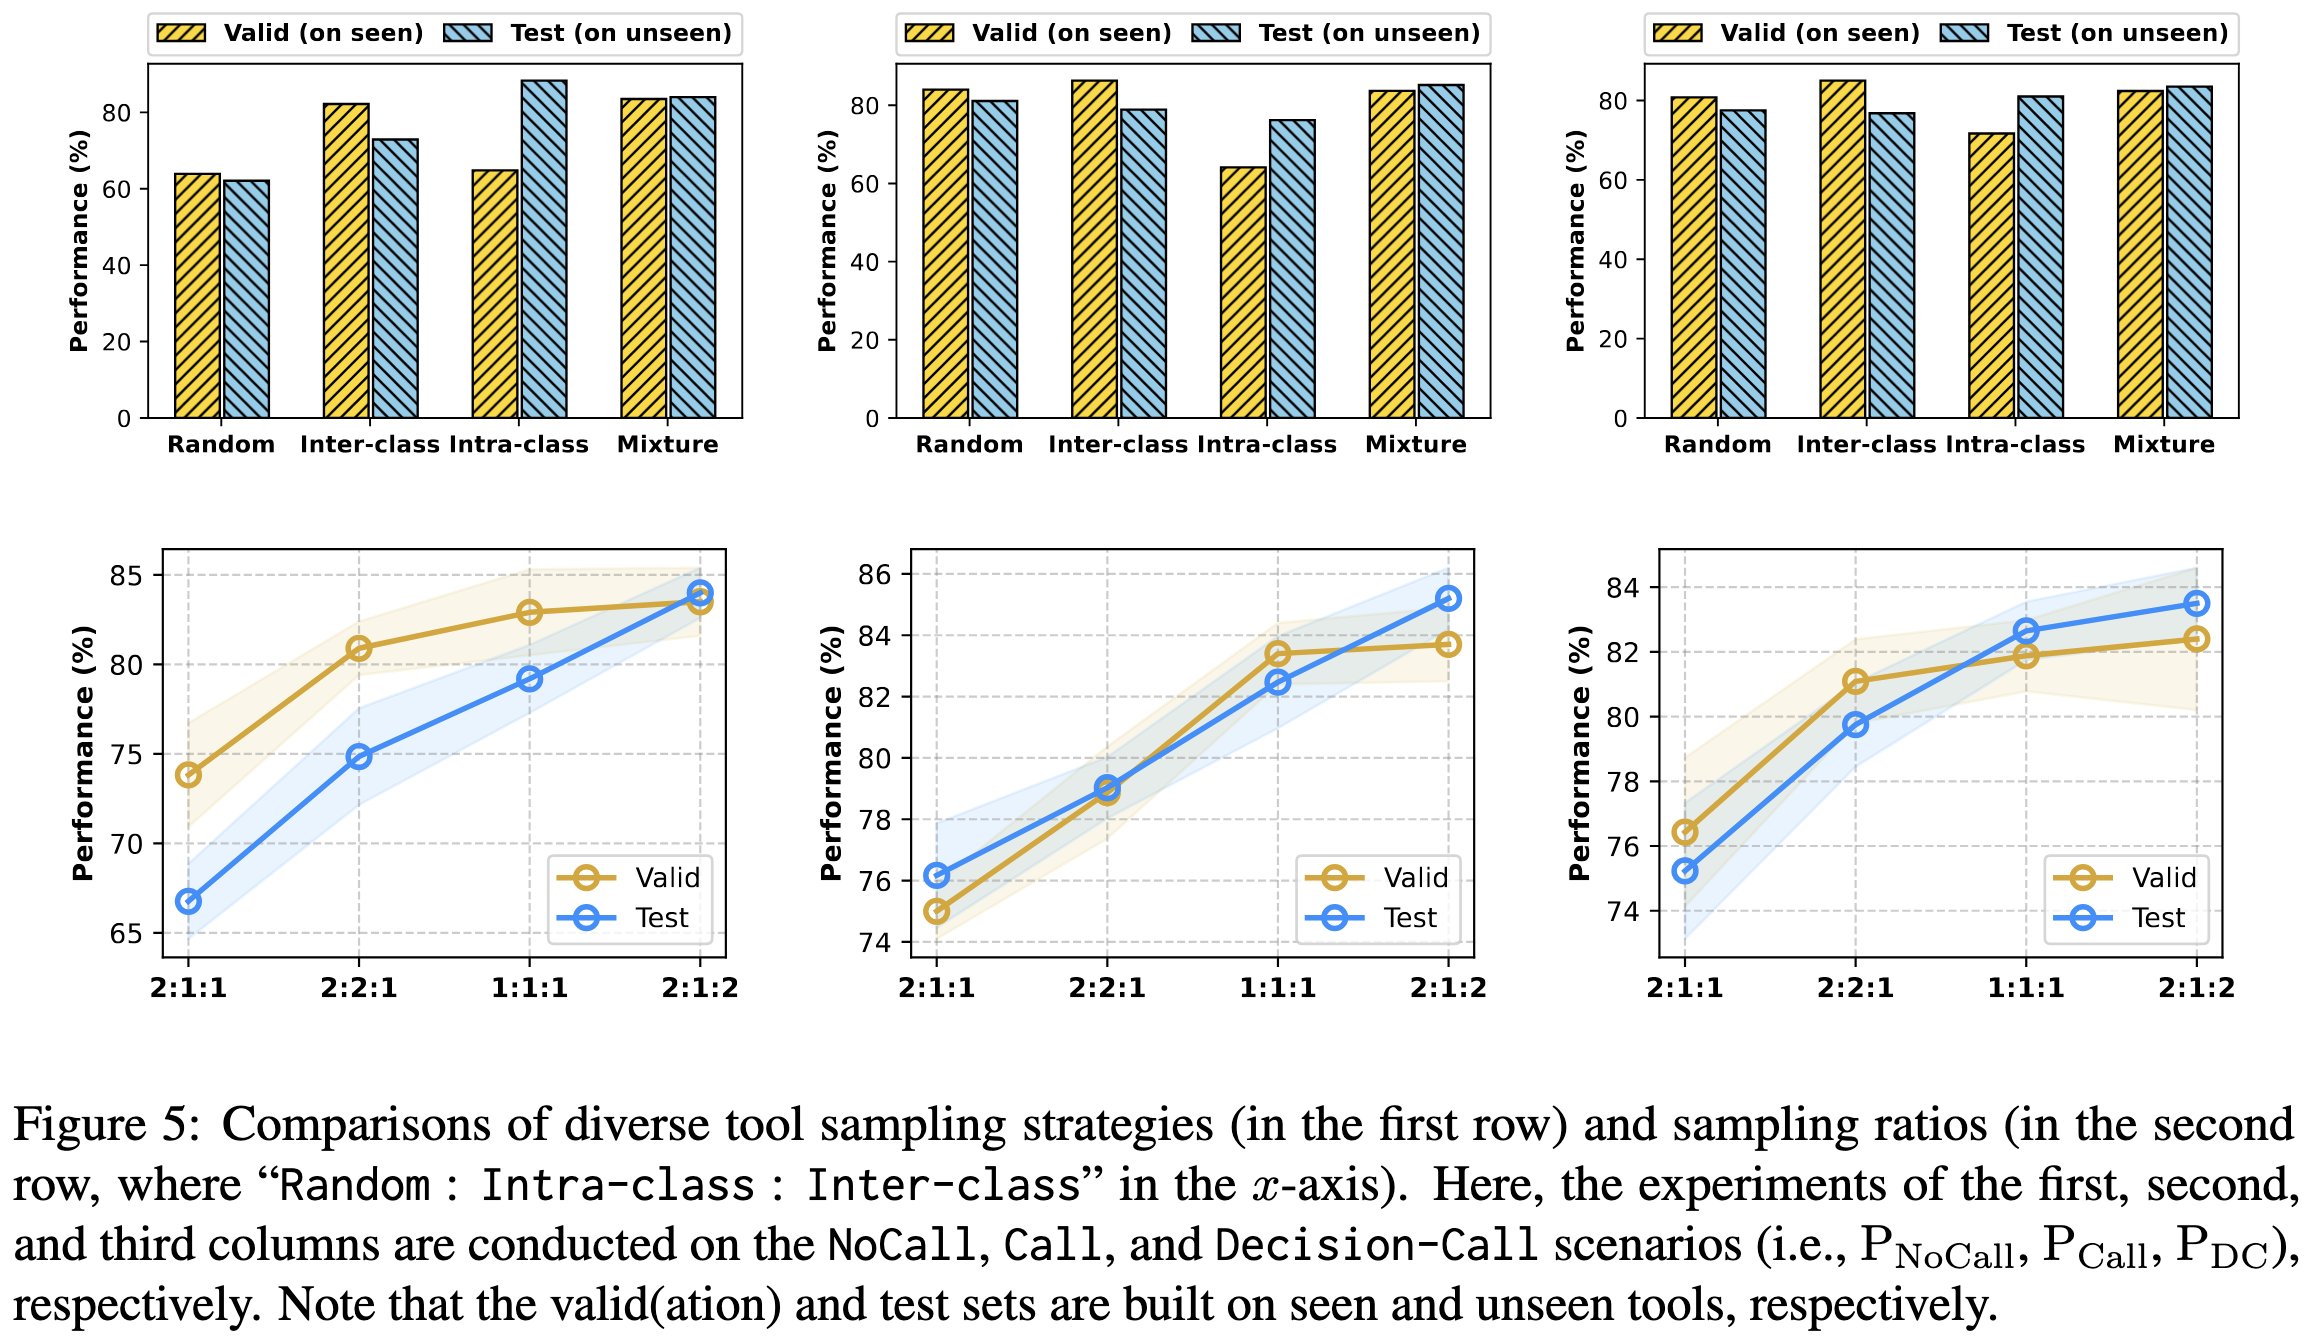 Valid (on seen) Test (on unseen)
Performance (%)
80
60
40
20
0
Random Inter-class Intra-class Mixture
Valid (on seen) Test (on unseen)
Performance (%)
80
60
40
20
0
Random Inter-class Intra-class Mixture
Valid (on seen) Test (on unseen)
Performance (%)
80
60
40
20
0
Random Inter-class Intra-class Mixture
Performance (%)
85
80
75
70
65
Valid
Test
2:1:1 2:2:1 1:1:1 2:1:2
Performance (%)
86
84
82
80
78
76
74
Valid
Test
2:1:1 2:2:1 1:1:1 2:1:2
Performance (%)
84
82
80
78
76
74
Valid
Test
2:1:1 2:2:1 1:1:1 2:1:2
Figure 5: Comparisons of diverse tool sampling strategies (in the first row) and sampling ratios (in the second
row, where “Random : Intra-class : Inter-class” in the x-axis). Here, the experiments of the first, second,
and third columns are conducted on the NoCall, Call, and Decision-Call scenarios (i.e., P_NoCall, P_Call, P_DC),
respectively. Note that the valid(ation) and test sets are built on seen and unseen tools, respectively.